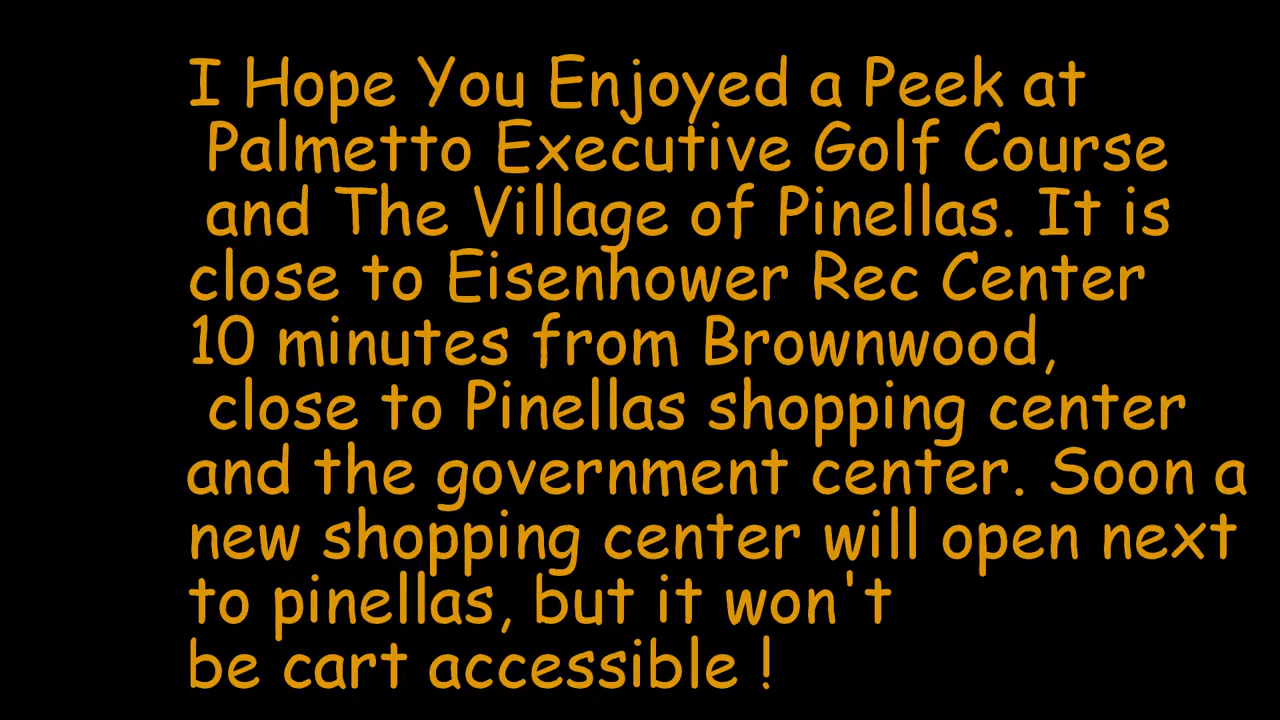 I Hope You Enjoyed a Peek at
Palmetto Executive Golf Course
and The Village of Pinellas. It is
close to Eisenhower Rec Center
10 minutes from Brownwood,
close to Pinellas shopping center
and the government center. Soon a
new shopping center will open next
to pinellas, but it won't
be cart accessible !